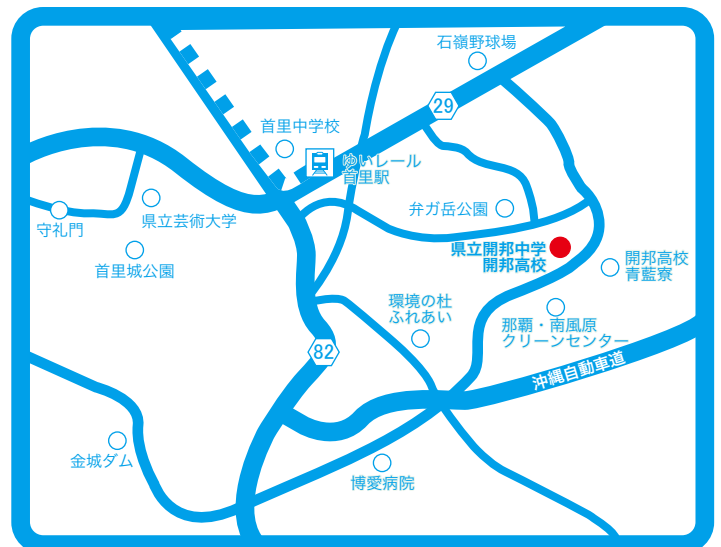 石嶺野球場
29
首里中学校
ゆいレール
首里駅
弁ガ岳公園
県立芸術大学
守礼門
首里城公園
県立開邦中学
開邦高校
開邦高校
青藍寮
環境の杜
ふれあい
那覇・南風原
クリーンセンター
82
沖縄自動車道
金城ダム
博愛病院